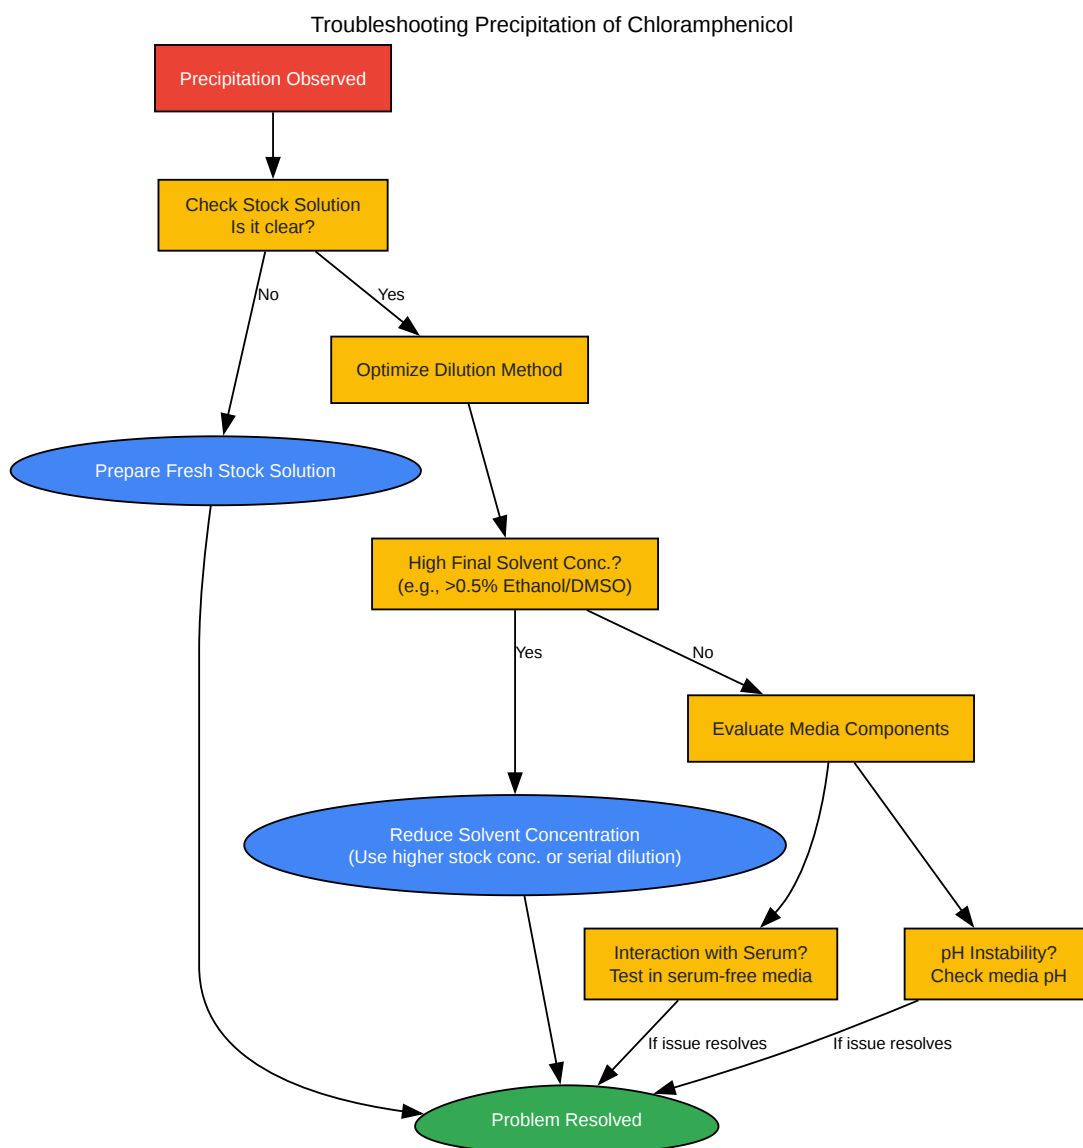 Troubleshooting Precipitation of Chloramphenicol
Precipitation Observed
Check Stock Solution
Is it clear?
No
Yes
Optimize Dilution Method
Prepare Fresh Stock Solution
High Final Solvent Conc.?
(e.g., >0.5% Ethanol/DMSO)
Yes
No
Evaluate Media Components
Reduce Solvent Concentration
(Use higher stock conc. or serial dilution)
Interaction with Serum?
Test in serum-free media
pH Instability?
Check media pH
If issue resolves
If issue resolves
Problem Resolved